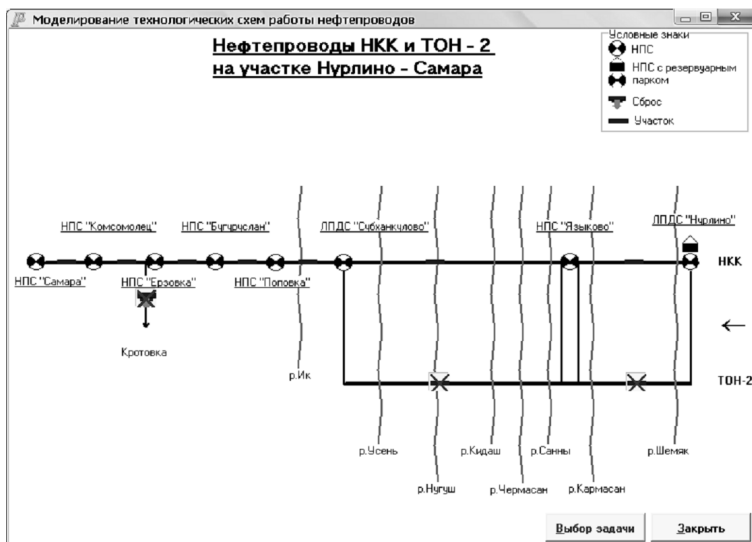 Моделирование технологических схем работы нефтепроводов
Нефтепроводы НКК и ТОН - 2
на участке Нурлино - Самара
Условные знаки
НПС
НПС с резервуарным
парком
Сброс
Участок
НПС "Комсомолец"
НПС "Бугуруслан"
ЛПДС "Субханкулово"
НПС "Языково"
ЛПДС "Нурлино"
НКК
НПС "Самара"
НПС "Ерзовка"
НПС "Поповка"
Кротовка
р.Ик
ТОН-2
р.Усень
р.Кидаш
р.Санны
р.Шемяк
р.Нугуш
р.Чермасан
р.Кармасан
Выбор задачи
Закрыть